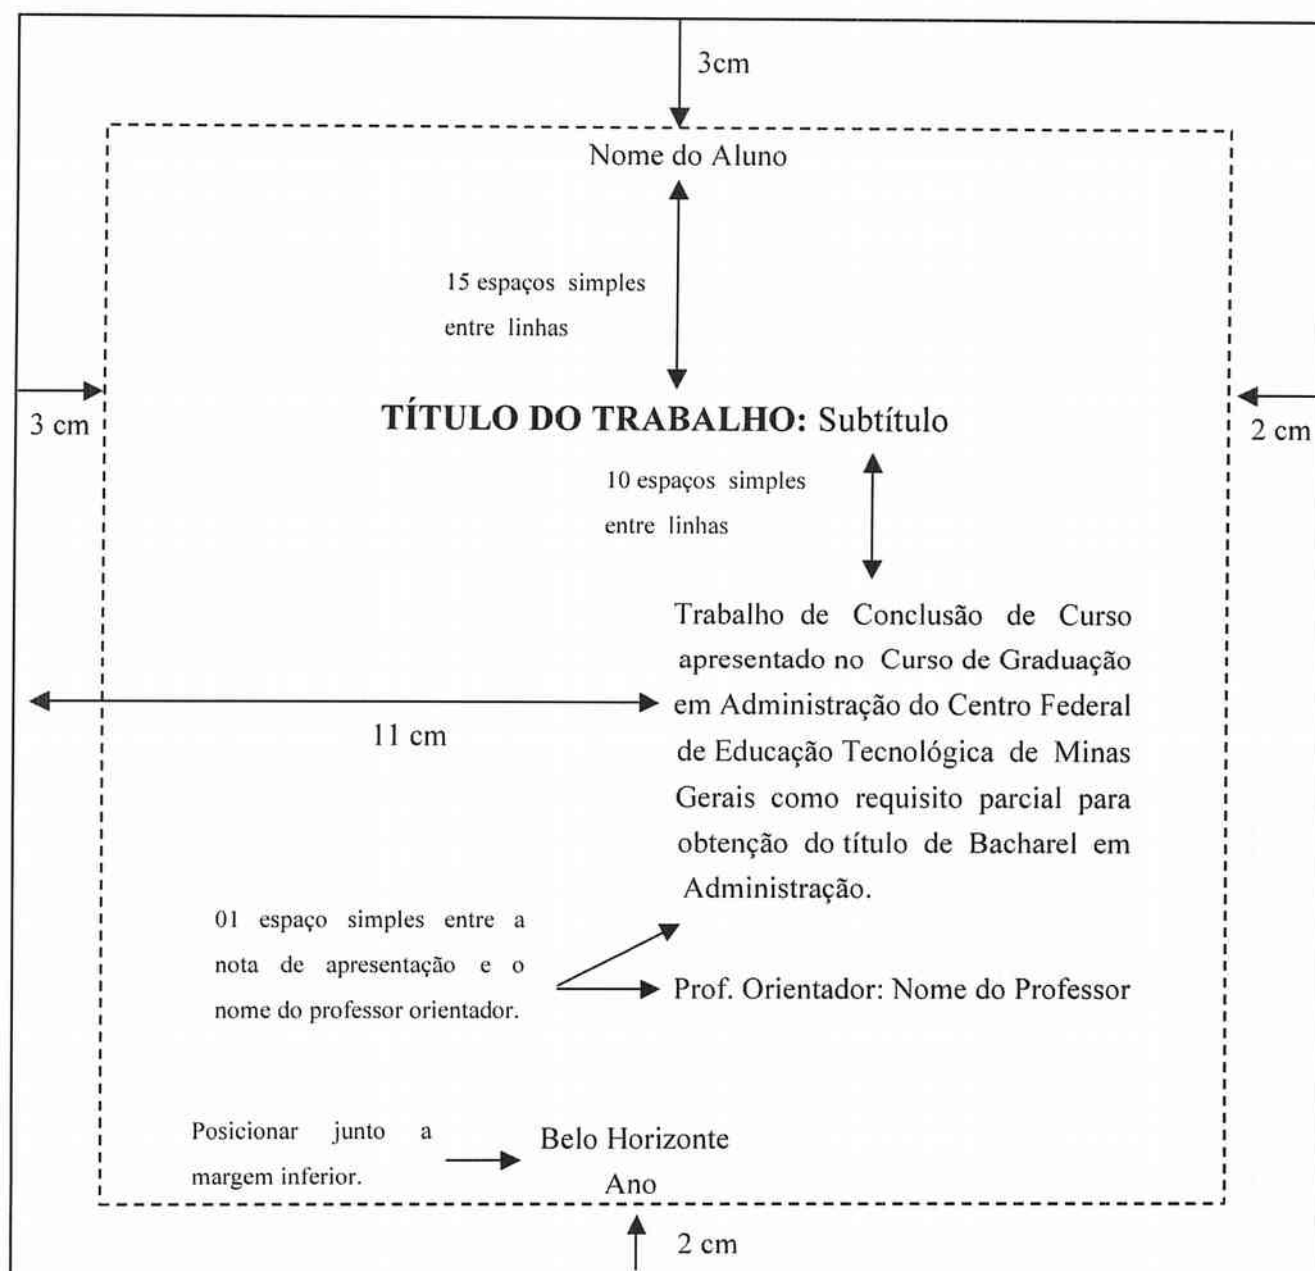 3cm
Nome do Aluno
15 espaços simples
entre linhas
3 cm
TÍTULO DO TRABALHO: Subtítulo
2 cm
10 espaços simples
entre linhas
Trabalho de Conclusão de Curso
apresentado no Curso de Graduação
em Administração do Centro Federal
de Educação Tecnológica de Minas
Gerais como requisito parcial para
obtenção do título de Bacharel em
Administração.
11 cm
01 espaço simples entre a
nota de apresentação e o
nome do professor orientador.
Prof. Orientador: Nome do Professor
Posicionar junto a
margem inferior.
Belo Horizonte
Ano
2 cm